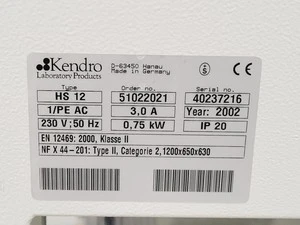 Kendro
Laboratory Products
D-63450 Hanau
Made in Germany
Type Order no. Serial no.
HS 12 51022021 40237216
1/PE AC 3,0 A Year: 2002
230 V; 50 Hz 0,75 kW IP 20
EN 12469: 2000, Klasse II
NF X 44-201: Type II, Categorie 2, 1200x650x630